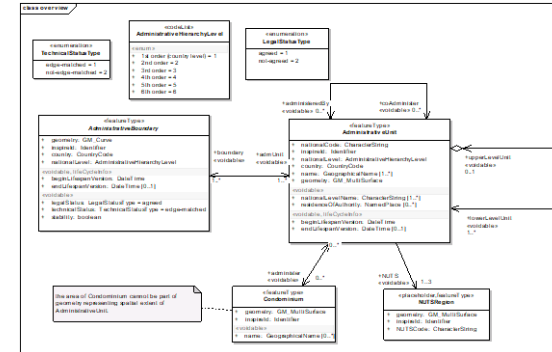 class overview
«enumeration»
TechnicalStatusType
edge-matched = 1
not-edge-matched = 2
«codeList»
AdministrativeHierarchyLevel
«enum»
+ 1st order (country level) = 1
+ 2nd order = 2
+ 3rd order = 3
+ 4th order = 4
+ 5th order = 5
+ 6th order = 6
«enumeration»
LegalStatusType
agreed = 1
not-agreed = 2
+administeredBy
«voidable» 0..*
+coAdminister
«voidable» 0..*
«featureType»
AdministrativeBoundary
+ geometry: GM_Curve
+ inspireId: Identifier
+ country: CountryCode
+ nationalLevel: AdministrativeHierarchyLevel
«voidable, lifeCycleInfo»
+ beginLifespanVersion: DateTime
+ endLifespanVersion: DateTime [0..1]
«voidable»
+ legalStatus: LegalStatusType = agreed
+ technicalStatus: TechnicalStatusType = edge-matched
+ stability: boolean
+boundary
«voidable»
+admUnit
«voidable»
«featureType»
AdministrativeUnit
+ nationalCode: CharacterString
+ inspireId: Identifier
+ nationalLevel: AdministrativeHierarchyLevel
+ country: CountryCode
+ name: GeographicalName [1..*]
+ geometry: GM_MultiSurface
«voidable»
+ nationalLevelName: CharacterString [1..*]
+ residenceOfAuthority: NamedPlace [0..*]
«voidable, lifeCycleInfo»
+ beginLifespanVersion: DateTime
+ endLifespanVersion: DateTime [0..1]
+upperLevelUnit
«voidable»
0..1
+lowerLevelUnit
«voidable»
+administer
«voidable»
0..*
+NUTS
«voidable» 1...3
the area of Condominium cannot be part of
geometry representing spatial extent of
AdministrativeUnit.
«featureType»
Condominium
+ geometry: GM_MultiSurface
+ inspireId: Identifier
«voidable»
+ name: GeographicalName [0..*]
«placeholder,featureType»
NUTSRegion
+ geometry: GM_MultiSurface
+ inspireId: Identifier
+ NUTSCode: CharacterString